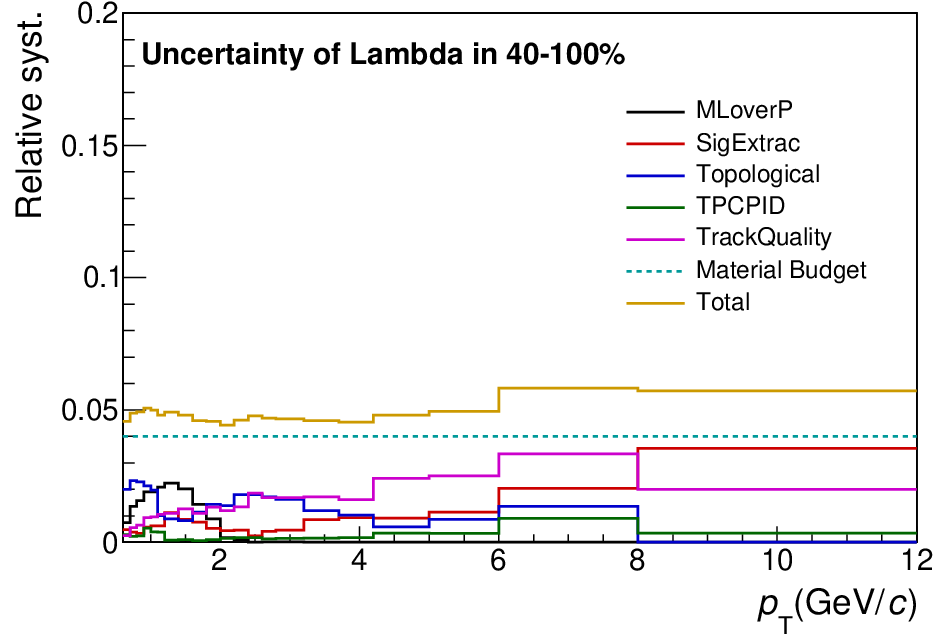 0.2
Relative syst.
Uncertainty of Lambda in 40-100%
MLoverP
SigExtrac
0.15
Topological
TPCPID
TrackQuality
0.1
Material Budget
Total
0.05
0
2 4 6 8 10 12
p_T(GeV/c)